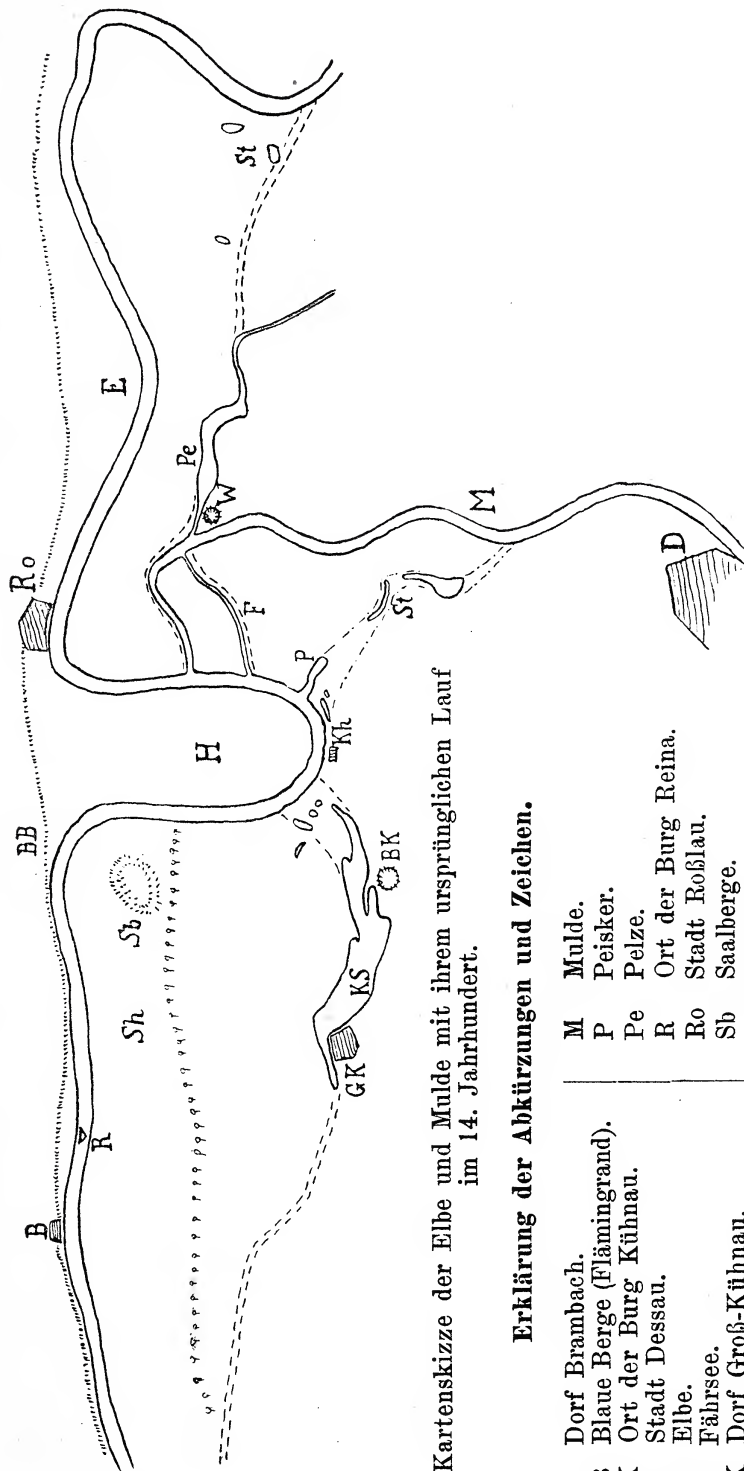 Ro
BB
B
E
Sb
Sh
R
H
St
Pe
W
F
M
P
St
Kh
KS
BK
GK
D
Kartenskizze der Elbe und Mulde mit ihrem ursprünglichen Lauf
im 14. Jahrhundert.
Erklärung der Abkürzungen und Zeichen.
Dorf Brambach.
Blaue Berge (Flämingrand).
Ort der Burg Kühnau.
Stadt Dessau.
Elbe.
Fährsee.
Dorf Groß-Kühnau.
M Mulde.
P Peisker.
Pe Pelze.
R Ort der Burg Reina.
Ro Stadt Roßlau.
Sb Saalberge.